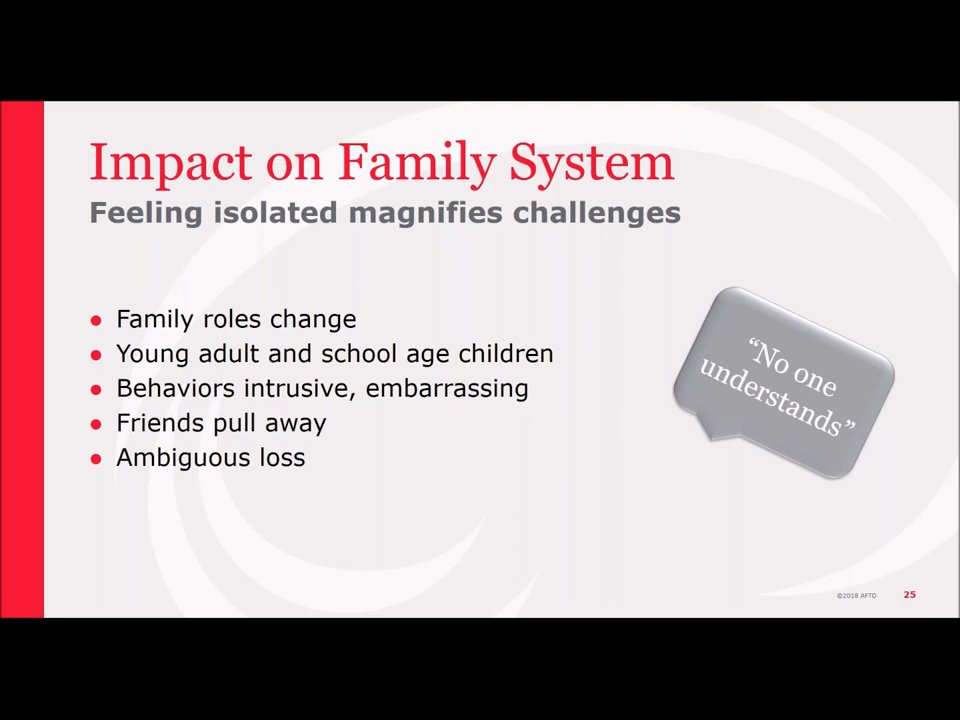 Impact on Family System
Feeling isolated magnifies challenges
● Family roles change
● Young adult and school age children
● Behaviors intrusive, embarrassing
● Friends pull away
● Ambiguous loss
“No one
understands”
©2018 AFTD
25